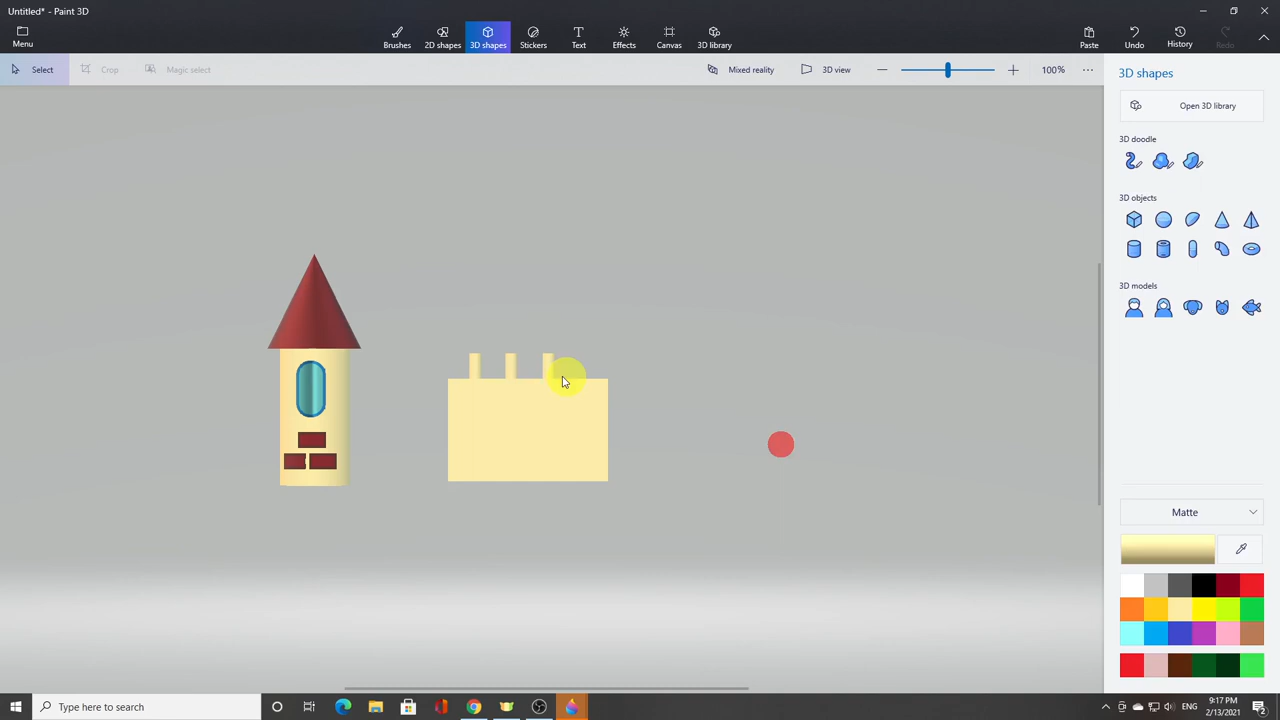 Untitled* - Paint 3D
Menu
Brushes
2D shapes
3D shapes
Stickers
Text
Effects
Canvas
3D library
Paste
Undo
History
Redo
Select
Crop
Magic select
Mixed reality
3D view
100%
3D shapes
Open 3D library
3D doodle
3D objects
3D models
Matte
Type here to search
ENG
9:17 PM
2/13/2021
2